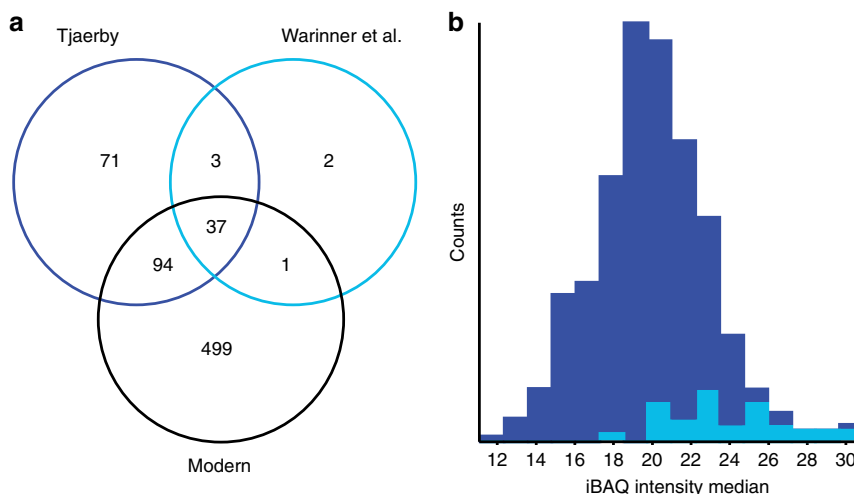 a
Tjaerby
Warinner et al.
71
3
2
37
94
1
499
Modern
b
Counts
12 14 16 18 20 22 24 26 28 30
iBAQ intensity median